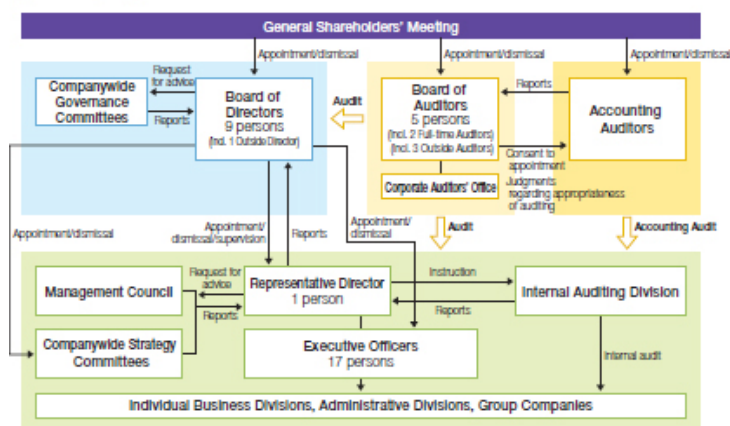 General Shareholders' Meeting
Appointment/dismissal
Appointment/dismissal
Appointment/dismissal
Companywide
Governance
Committees
Request
for advice
Reports
Board of
Directors
9 persons
(Incl. 1 Outside Director)
Audit
Board of
Auditors
5 persons
(Incl. 2 Full-time Auditors)
(Incl. 3 Outside Auditors)
Reports
Accounting
Auditors
Consent to
appointment
Corporate Auditors' Office
Judgments
regarding appropriateness
of auditing
Appointment/dismissal
Appointment/
dismissal/supervision
Reports
Appointment/
dismissal
Audit
Accounting Audit
Management Council
Request for
advice
Reports
Representative Director
1 person
Instruction
Reports
Internal Auditing Division
Companywide Strategy
Committees
Executive Officers
17 persons
Internal audit
Individual Business Divisions, Administrative Divisions, Group Companies